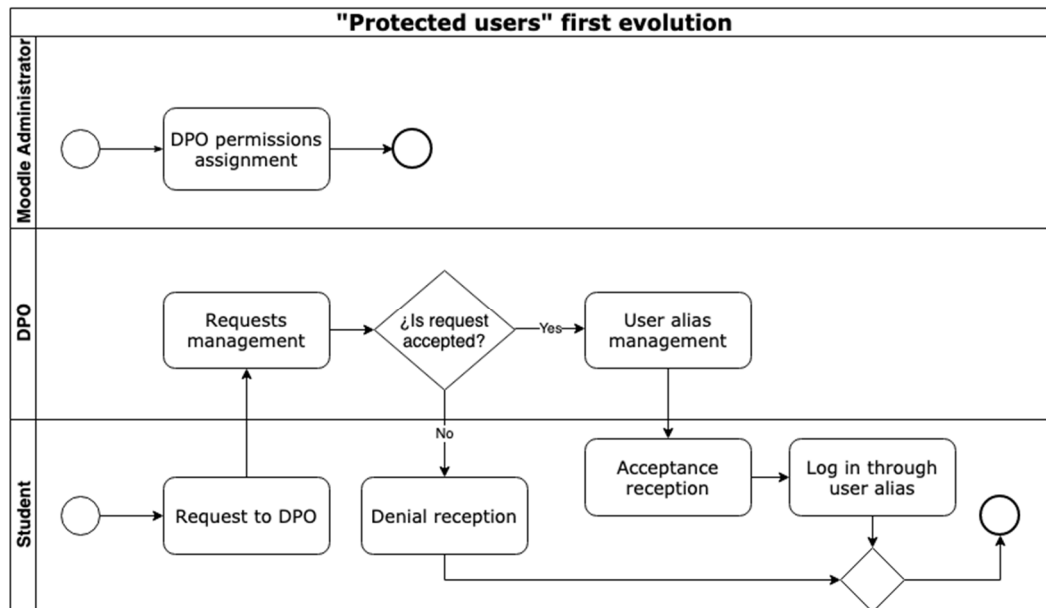 "Protected users" first evolution
Moodle Administrator
DPO permissions
assignment
DPO
Requests
management
¿Is request
accepted?
Yes
User alias
management
No
Student
Request to DPO
Denial reception
Acceptance
reception
Log in through
user alias